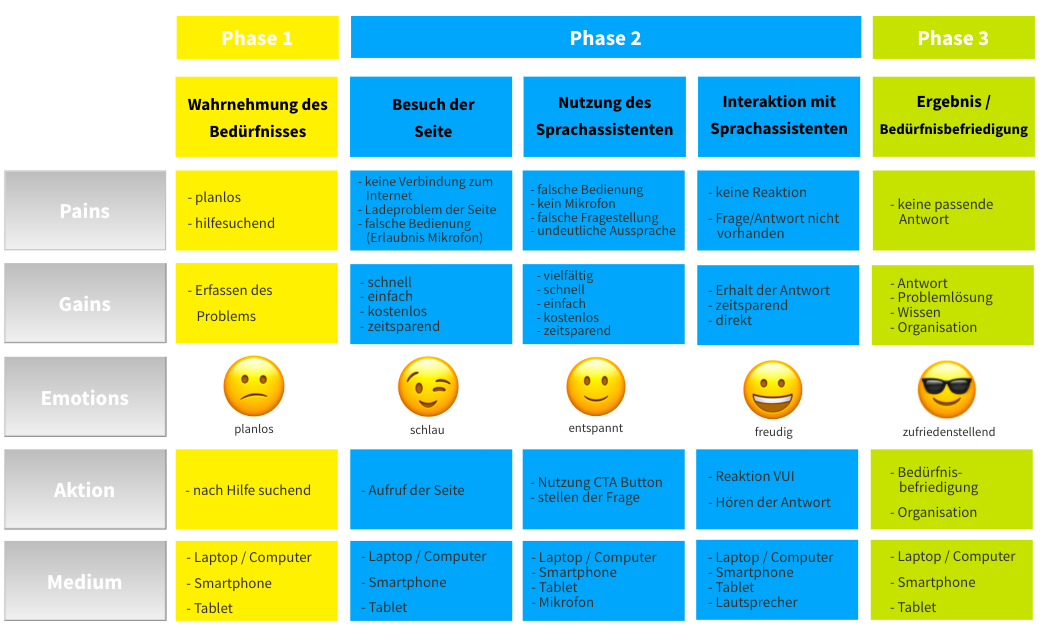 Phase 1
Phase 2
Phase 3
Wahrnehmung des
Bedürfnisses
Besuch der
Seite
Nutzung des
Sprachassistenten
Interaktion mit
Sprachassistenten
Ergebnis /
Bedürfnisbefriedigung
Pains
- planlos
- hilfesuchend
- keine Verbindung zum
Internet
- Ladeproblem der Seite
- falsche Bedienung
(Erlaubnis Mikrofon)
- falsche Bedienung
- kein Mikrofon
- falsche Fragestellung
- undeutliche Aussprache
- keine Reaktion
- Frage/Antwort nicht
vorhanden
- keine passende
Antwort
Gains
- Erfassen des
Problems
- schnell
- einfach
- kostenlos
- zeitsparend
- vielfältig
- schnell
- einfach
- kostenlos
- zeitsparend
- Erhalt der Antwort
- zeitsparend
- direkt
- Antwort
- Problemlösung
- Wissen
- Organisation
Emotions
planlos
schlau
entspannt
freudig
zufriedenstellend
Aktion
- nach Hilfe suchend
- Aufruf der Seite
- Nutzung CTA Button
- stellen der Frage
- Reaktion VUI
- Hören der Antwort
- Bedürfnis-
befriedigung
- Organisation
Medium
- Laptop / Computer
- Smartphone
- Tablet
- Laptop / Computer
- Smartphone
- Tablet
- Laptop / Computer
- Smartphone
- Tablet
- Mikrofon
- Laptop / Computer
- Smartphone
- Tablet
- Lautsprecher
- Laptop / Computer
- Smartphone
- Tablet